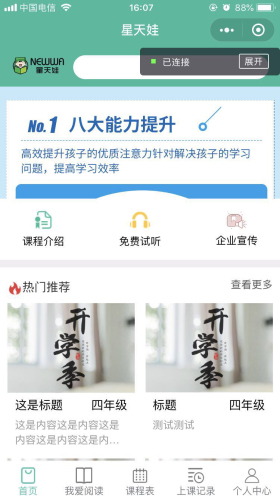 中国电信
16:07
星天娃
NEWWA
星天娃
已连接
展开
No.1 八大能力提升
高效提升孩子的优质注意力针对解决孩子的学习
问题，提高学习效率
课程介绍
免费试听
企业宣传
热门推荐
查看更多
开学季
开学季
这是标题
四年级
标题
四年级
这是内容这是内容这是
内容这是内容这是内...
测试测试
首页
我爱阅读
课程表
上课记录
个人中心